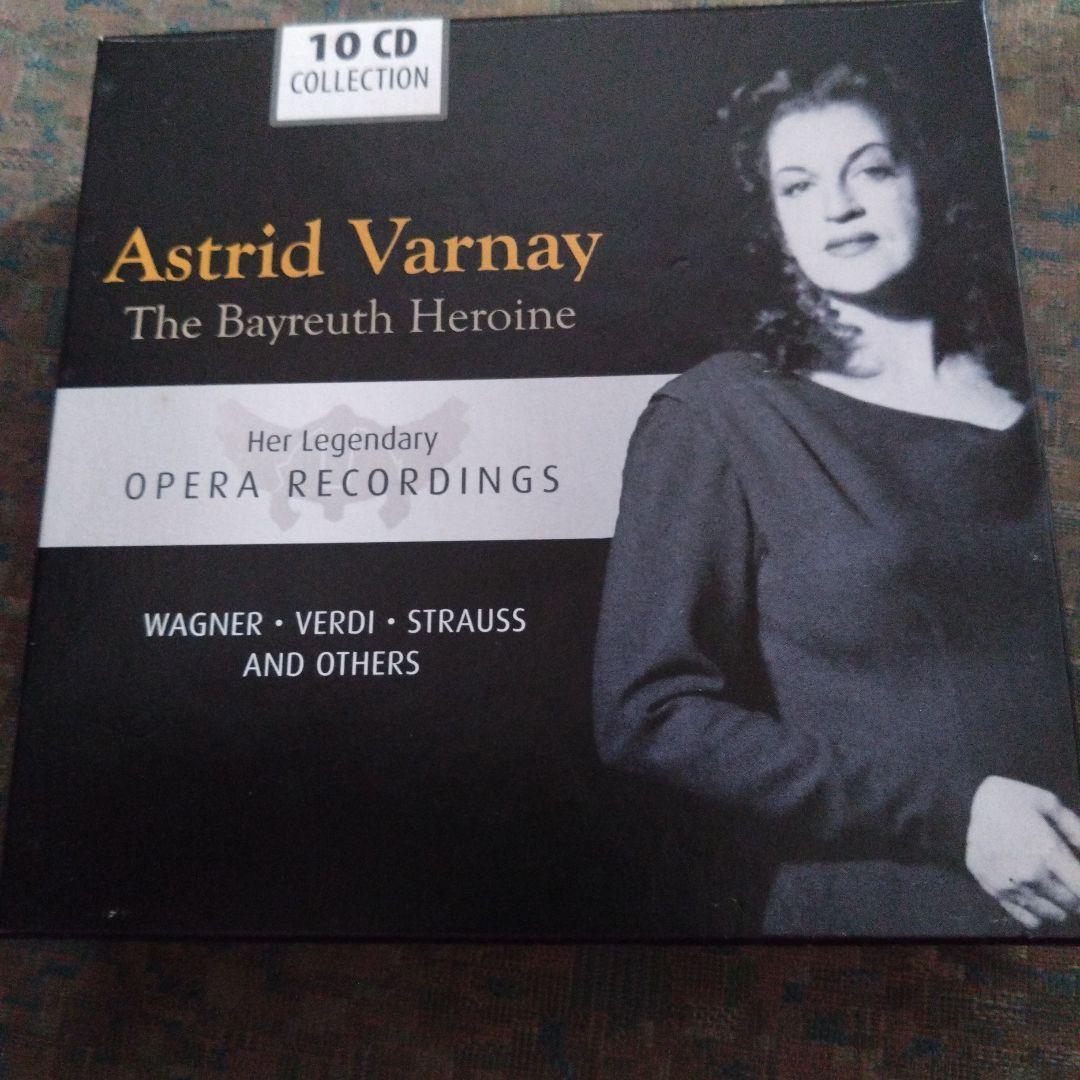 10 CD
COLLECTION
Astrid Varnay
The Bayreuth Heroine
Her Legendary
OPERA RECORDINGS
WAGNER · VERDI · STRAUSS
AND OTHERS